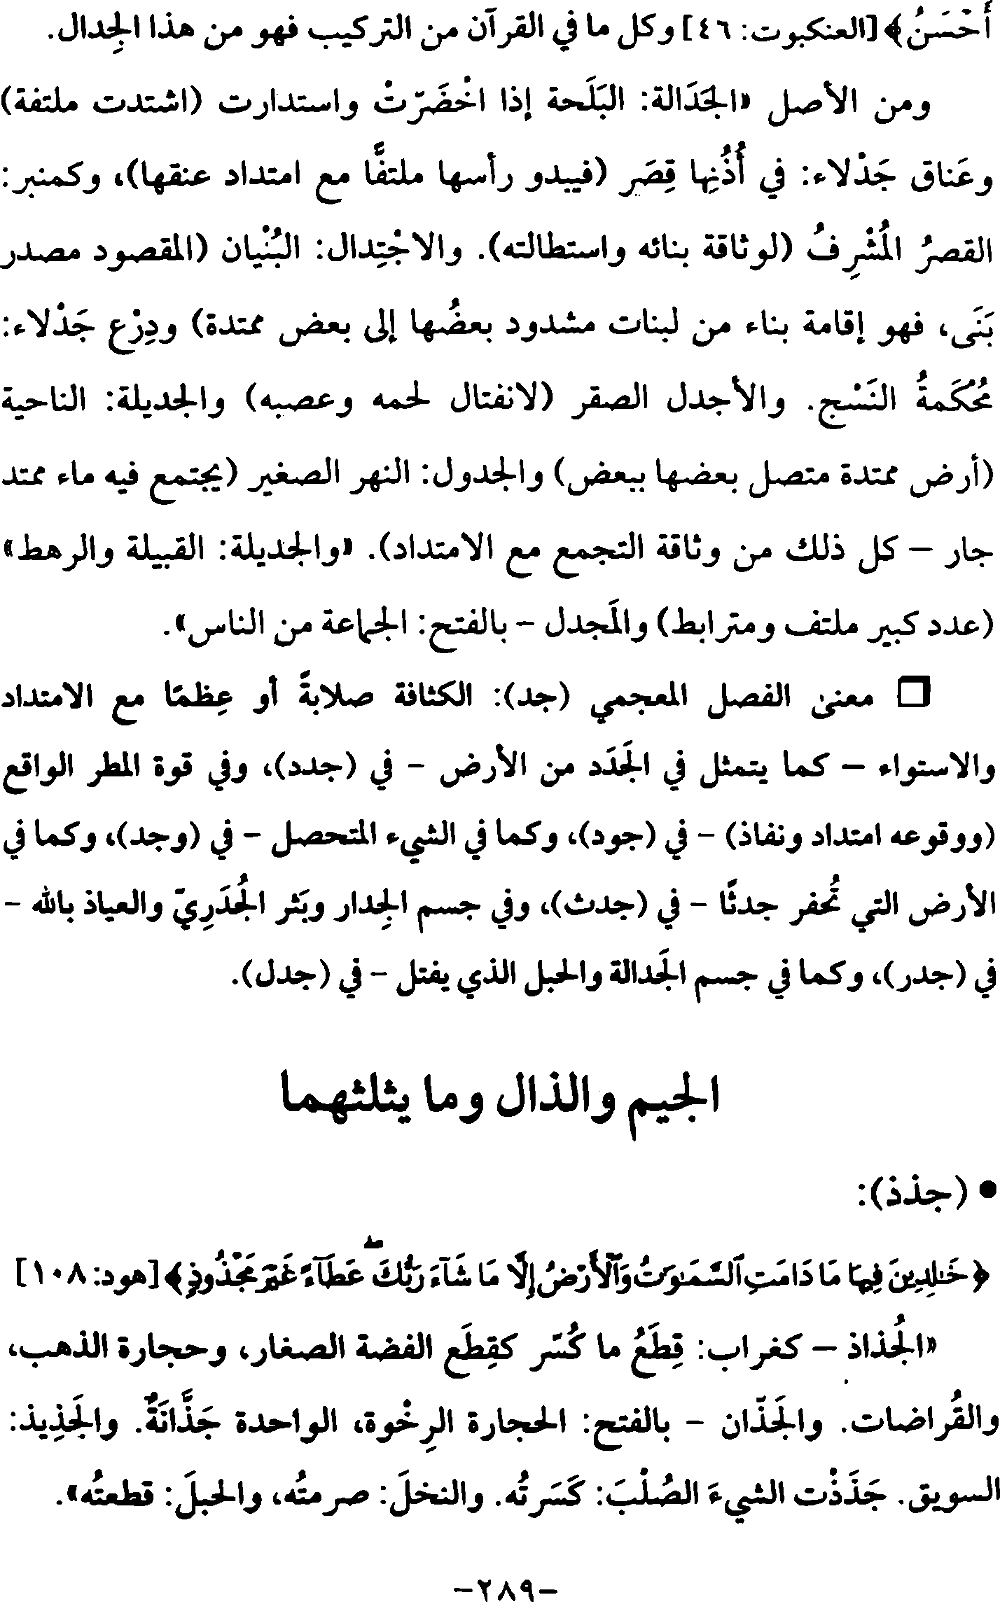 أَحْسَنُ﴾ [العنكبوت: ٤٦] وكل ما في القرآن من التركيب فهو من هذا الجِدال.
ومن الأصل «الجَدَالة: البَلَحة إذا اخْضَرّتْ واستدارت (اشتدت ملتفة)
وعَناق جَدْلاء: في أُذُنِها قِصَر (فيبدو رأسها ملتفًّا مع امتداد عنقها)، وكمنبر:
القصرُ المُشْرِفُ (لوثاقة بنائه واستطالته). والاجْتِدال: البُنْيان (المقصود مصدر
بَنَى، فهو إقامة بناء من لبنات مشدود بعضُها إلى بعض ممتدة) ودِرْع جَدْلاء:
مُحْكَمةُ النَسْج. والأجدل الصقر (لانفتال لحمه وعصبه) والجديلة: الناحية
(أرض ممتدة متصل بعضها ببعض) والجدول: النهر الصغير (يجتمع فيه ماء ممتد
جار – كل ذلك من وثاقة التجمع مع الامتداد). «والجديلة: القبيلة والرهط»
(عدد كبير ملتف ومترابط) والمَجدل – بالفتح: الجماعة من الناس».
❒ معنى الفصل المعجمي (جد): الكثافة صلابةً أو عِظمًا مع الامتداد
والاستواء – كما يتمثل في الجَدَد من الأرض – في (جدد)، وفي قوة المطر الواقع
(ووقوعه امتداد ونفاذ) – في (جود)، وكما في الشيء المتحصل – في (وجد)، وكما في
الأرض التي تُحفر جدثًا – في (جدث)، وفي جسم الجِدار وبَثر الجُدَرِيّ والعياذ بالله –
في (جدر)، وكما في جسم الجَدالة والحبل الذي يفتل – في (جدل).
الجيم والذال وما يثلثهما
● (جذذ):
﴿خَٰلِدِينَ فِيهَا مَا دَامَتِ ٱلسَّمَٰوَٰتُ وَٱلْأَرْضُ إِلَّا مَا شَآءَ رَبُّكَ ۖ عَطَآءً غَيْرَ مَجْذُوذٍ﴾ [هود: ١٠٨]
«الجُذاذ – كغراب: قِطَعُ ما كُسّر كقِطَع الفضة الصغار، وحجارة الذهب،
والقُراضات. والجَذّان – بالفتح: الحجارة الرِخْوة، الواحدة جَذَّانَةٌ. والجَذِيذ:
السويق. جَذَذْت الشيءَ الصُلْبَ: كَسَرتُه. والنخلَ: صرمتُه، والحبلَ: قطعتُه».
-٢٨٩-